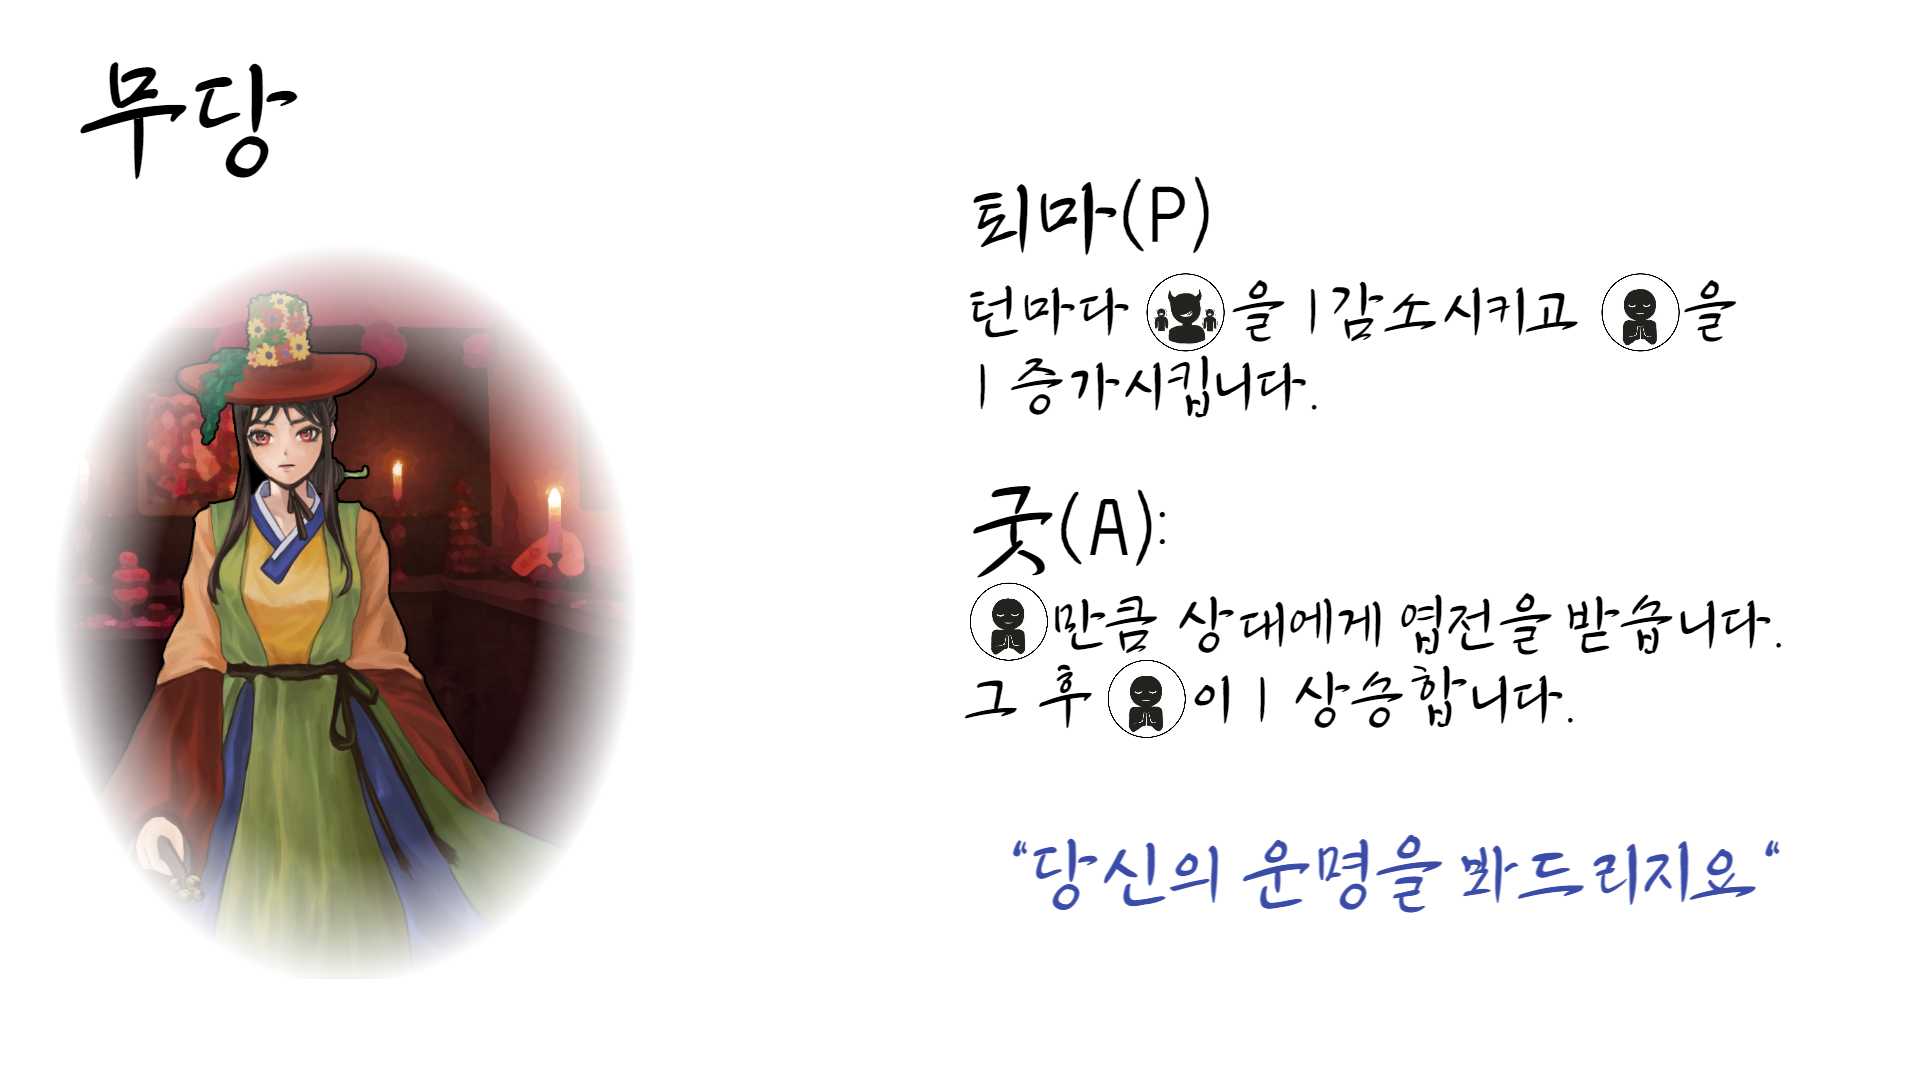 무당
퇴마(P)
턴마다 을 1감소시키고 을
1 증가시킵니다.
굿(A):
만큼 상대에게 엽전을 받습니다.
그 후 이 1 상승합니다.
“당신의 운명을 봐드리지요“